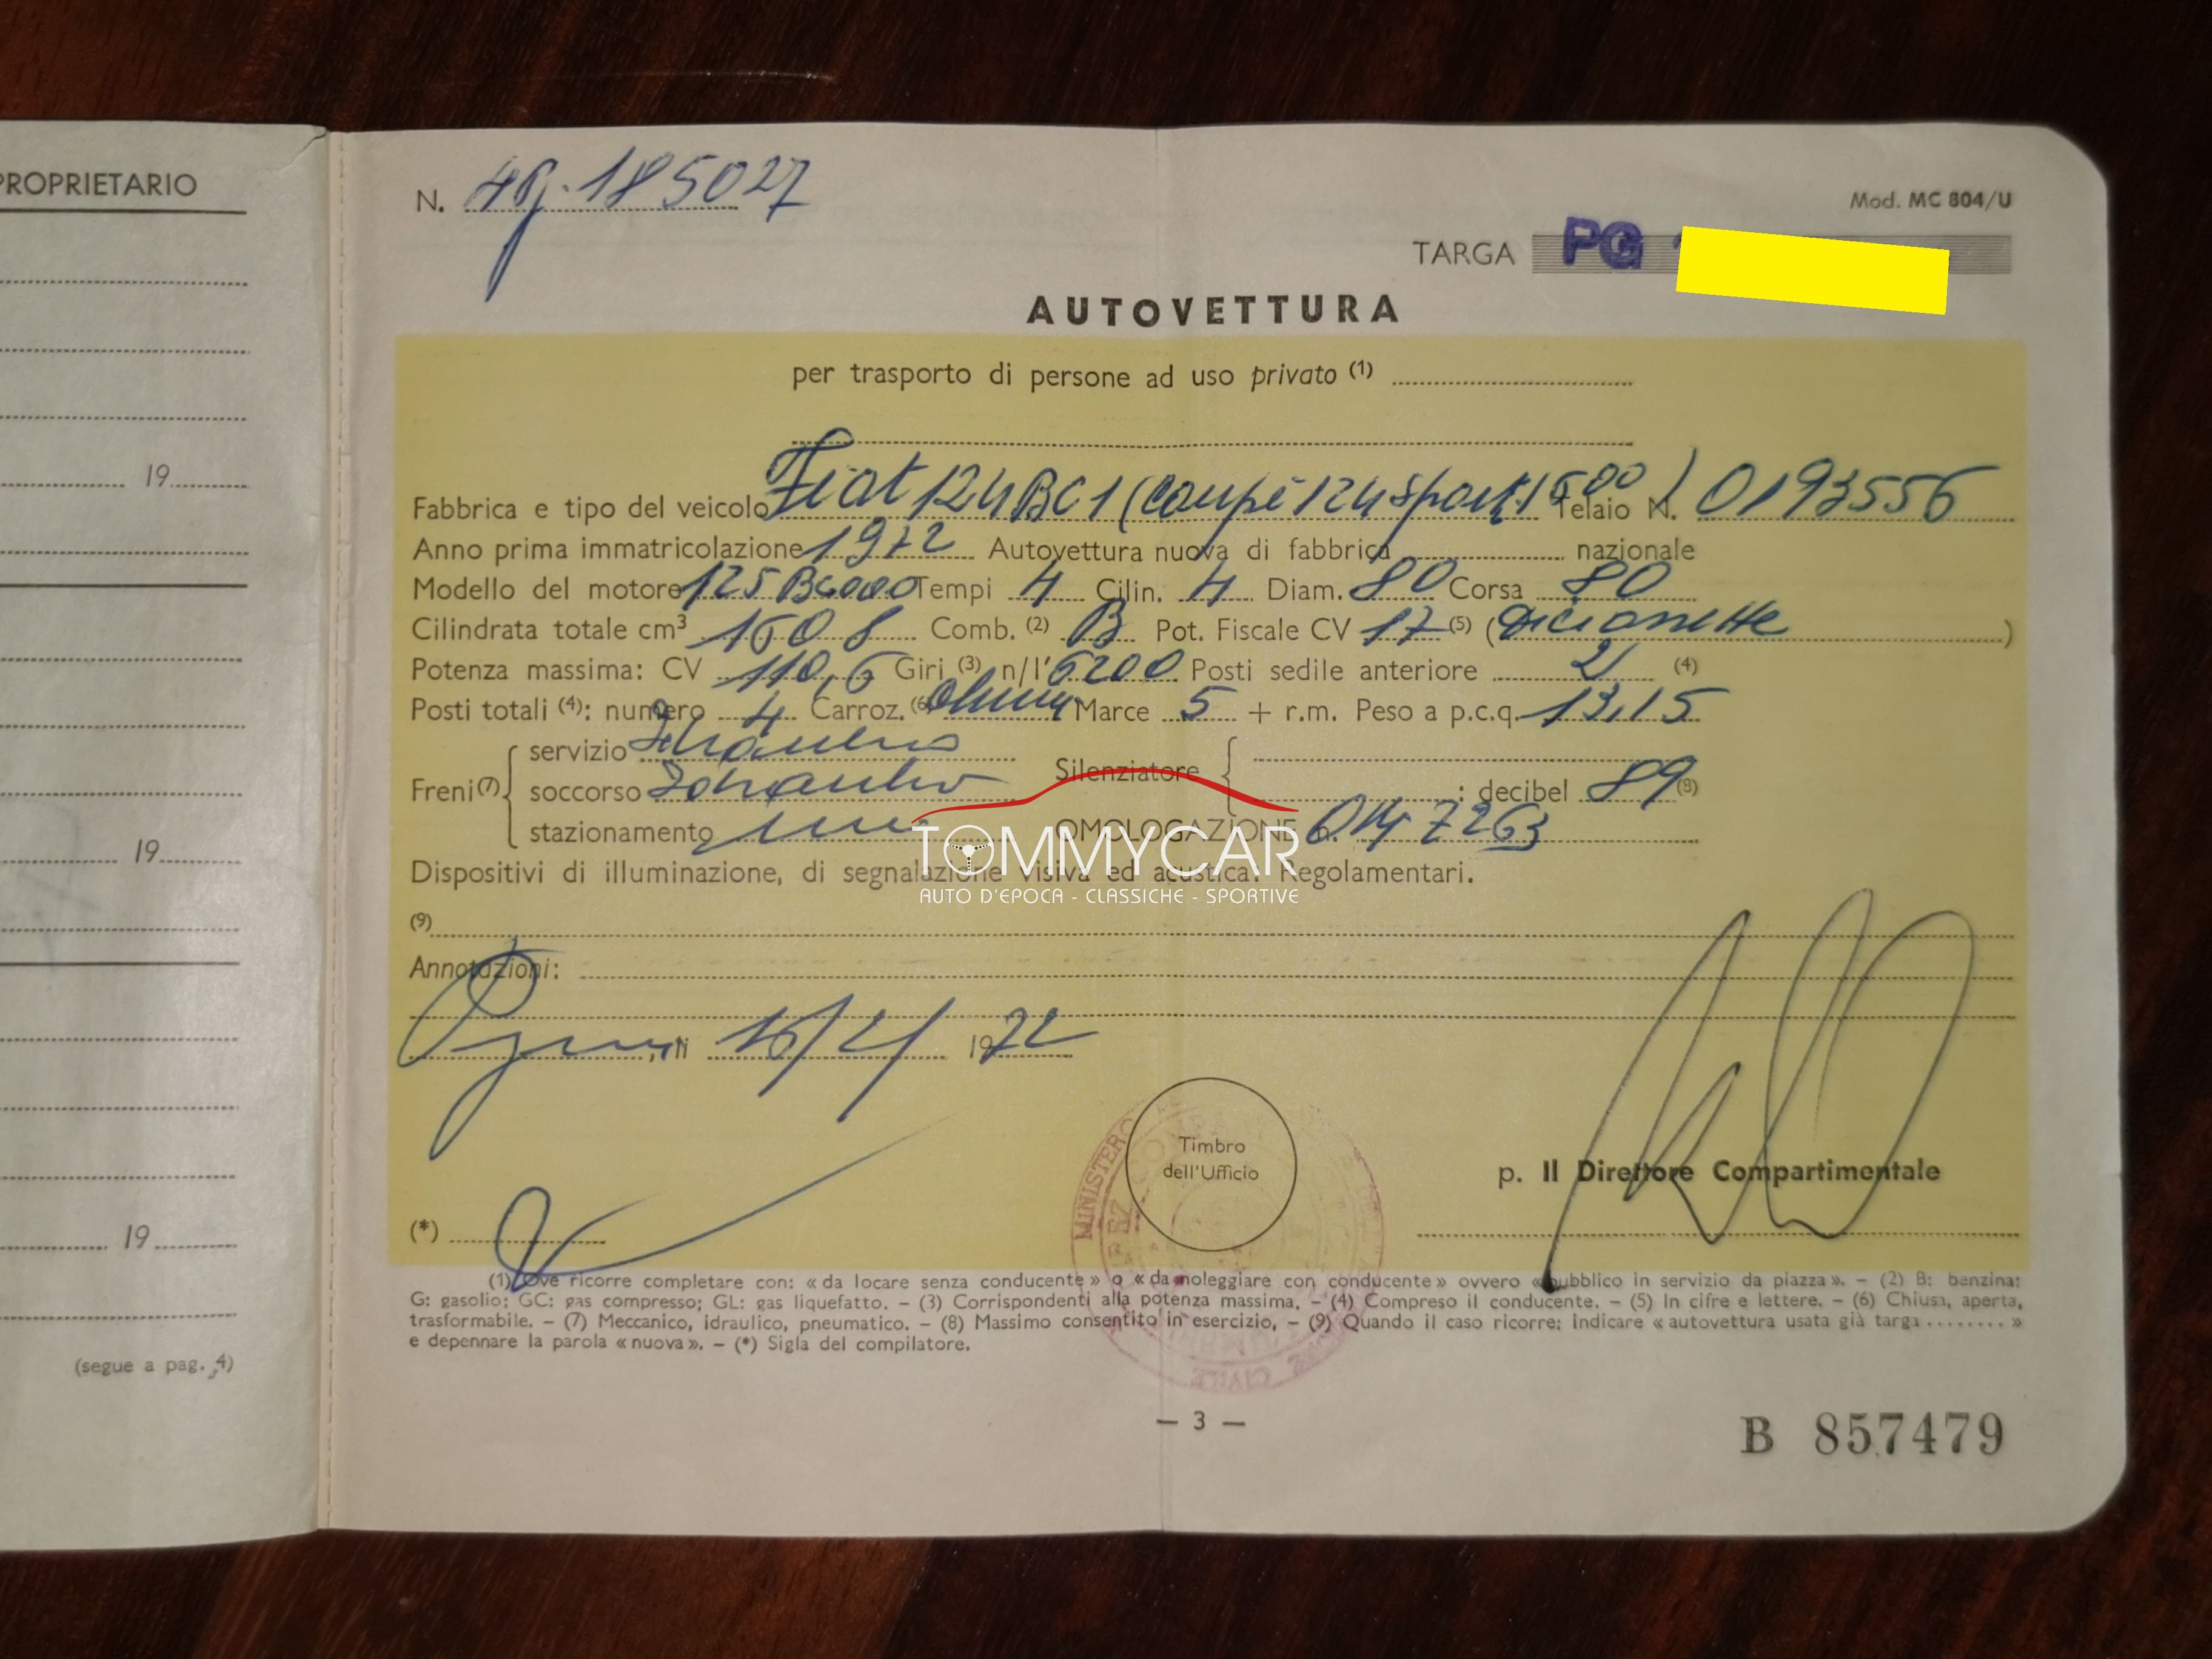 PROPRIETARIO
19
19
19
(segue a pag. 4)
N. 185027
Mod. MC 804/U
TARGA PG
AUTOVETTURA
per trasporto di persone ad uso privato (1)
Fabbrica e tipo del veicolo Fiat 124BC1 (Coupé 124 Sport 1600) Telaio N. 0193556
Anno prima immatricolazione 1972 Autovettura nuova di fabbrica nazionale
Modello del motore 125 BC000 Tempi 4 Cilin. 4 Diam. 80 Corsa 80
Cilindrata totale cm³ 1608 Comb. (2) B Pot. Fiscale CV 17 (5) (diciassette)
Potenza massima: CV 110,6 Giri (3) n/1' 6200 Posti sedile anteriore 2 (4)
Posti totali (4): numero 4 Carroz. (6) Marce 5 + r.m. Peso a p.c.q. 13,15
Freni (7) servizio idraulico
soccorso idraulico Silenziatore : decibel 89 (8)
stazionamento OMOLOGAZIONE n. 7263
TOMMYCAR
AUTO D'EPOCA - CLASSICHE - SPORTIVE
Dispositivi di illuminazione, di segnalazione visiva ed acustica: Regolamentari.
(9)
Annotazioni:
, lì 1972
Timbro
dell'Ufficio
MINISTERO
CIVILE
p. Il Direttore Compartimentale
(*)
(1) Ove ricorre completare con: « da locare senza conducente » o « da noleggiare con conducente » ovvero « pubblico in servizio da piazza ». – (2) B: benzina;
G: gasolio; GC: gas compresso; GL: gas liquefatto. – (3) Corrispondenti alla potenza massima. – (4) Compreso il conducente. – (5) In cifre e lettere. – (6) Chiusa, aperta,
trasformabile. – (7) Meccanico, idraulico, pneumatico. – (8) Massimo consentito in esercizio. – (9) Quando il caso ricorre: indicare « autovettura usata già targa ........ »
e depennare la parola « nuova ». – (*) Sigla del compilatore.
— 3 —
B 857479